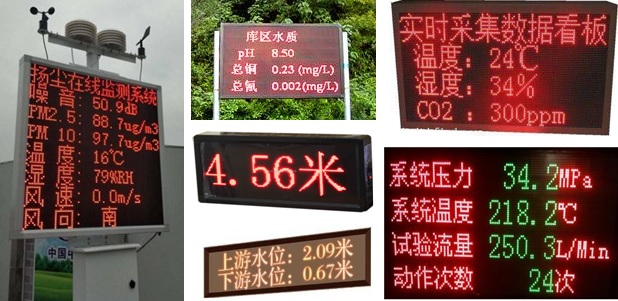 扬尘在线监测系统
噪音: 50.9dB
PM2.5: 88.7ug/m3
PM 10: 97.7ug/m3
温度: 16℃
湿度: 79%RH
风速: 0.0m/s
风向: 南
库区水质
pH 8.50
总铜 0.23 (mg/L)
总氰 0.002(mg/L)
实时采集数据看板
温度: 24℃
湿度: 34%
CO2 : 300ppm
4.56米
上游水位: 2.09米
下游水位: 0.67米
系统压力 34.2MPa
系统温度 218.2℃
试验流量 250.3L/Min
动作次数 24次